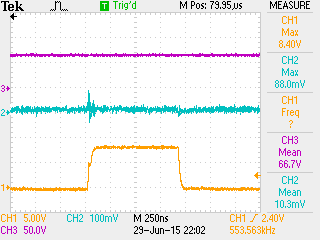 Tek T Trig'd M Pos: 79.95us MEASURE
CH1
Max
8.40V
CH2
Max
88.0mV
CH1
Freq
?
CH3
Mean
66.7V
CH2
Mean
10.3mV
3
2
1
CH1 5.00V CH2 100mV M 250ns CH1 2.40V
CH3 50.0V 29-Jun-15 22:02 553.563kHz